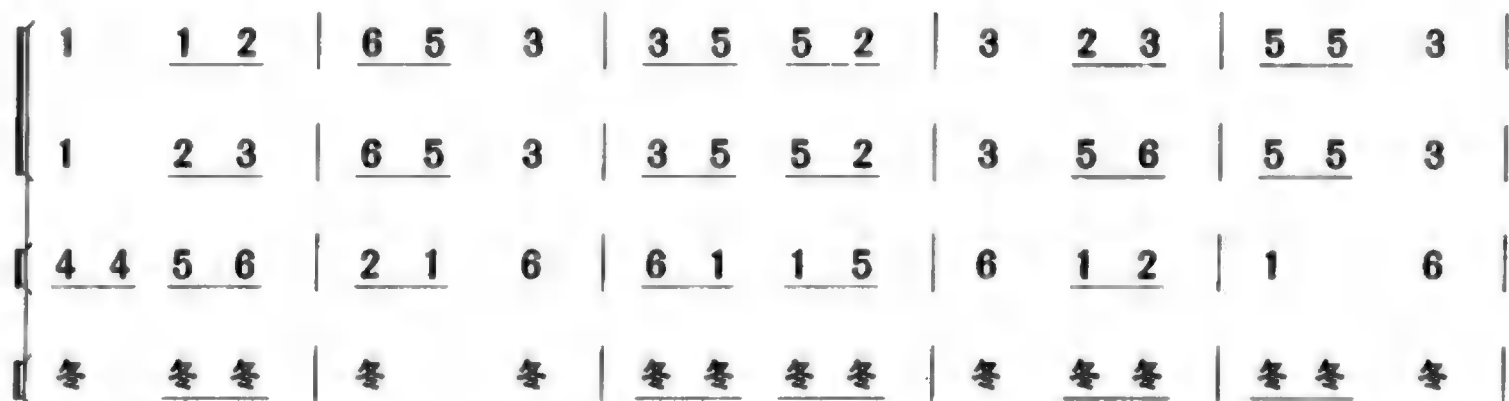 1 1 2 | 6 5 3 | 3 5 5 2 | 3 2 3 | 5 5 3 |
1 2 3 | 6 5 3 | 3 5 5 2 | 3 5 6 | 5 5 3 |
4 4 5 6 | 2 1 6 | 6 1 1 5 | 6 1 2 | 1 6 |
冬 冬 冬 | 冬 冬 | 冬 冬 冬 冬 | 冬 冬 冬 | 冬 冬 冬 |